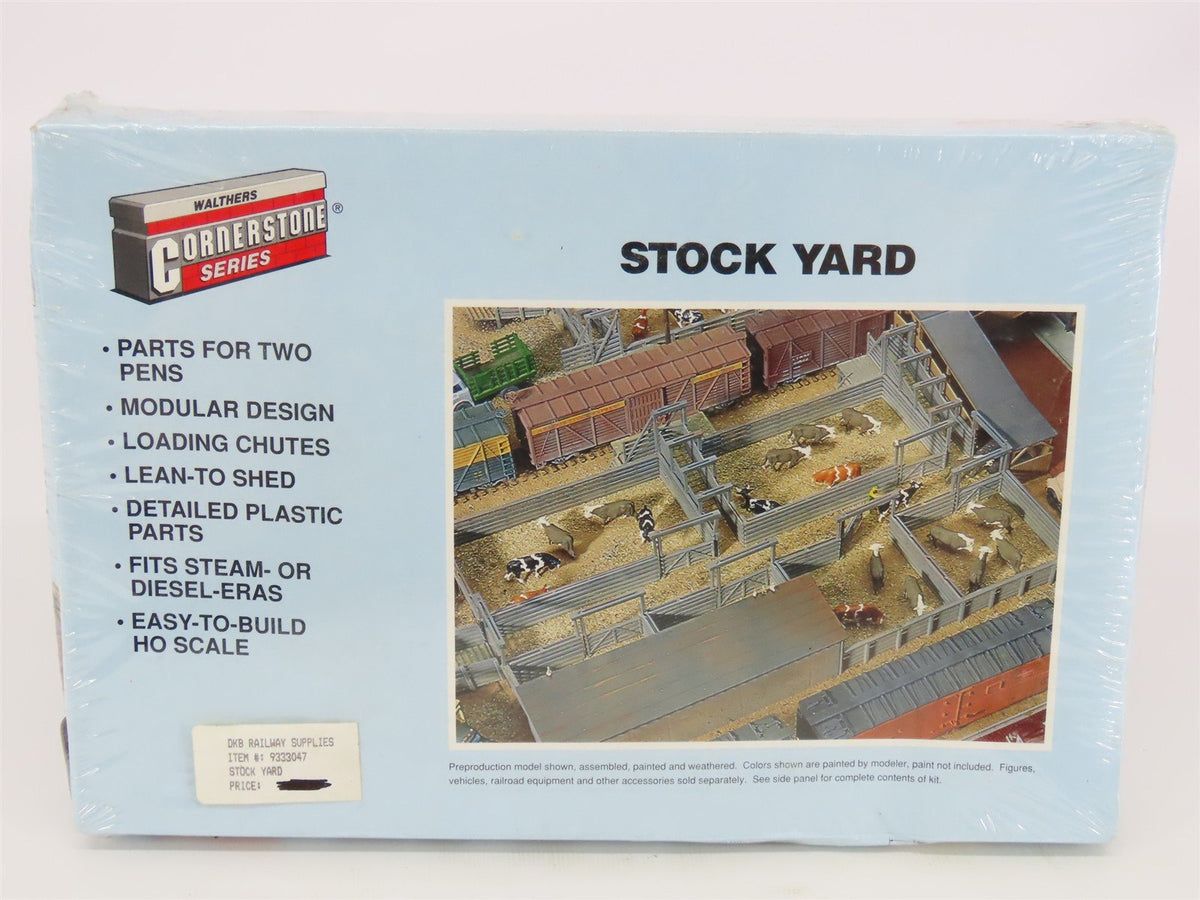 WALTHERS
CORNERSTONE®
SERIES
STOCK YARD
• PARTS FOR TWO
PENS
• MODULAR DESIGN
• LOADING CHUTES
• LEAN-TO SHED
• DETAILED PLASTIC
PARTS
• FITS STEAM- OR
DIESEL-ERAS
• EASY-TO-BUILD
HO SCALE
DKB RAILWAY SUPPLIES
ITEM #: 9333047
STOCK YARD
PRICE:
Preproduction model shown, assembled, painted and weathered. Colors shown are painted by modeler, paint not included. Figures,
vehicles, railroad equipment and other accessories sold separately. See side panel for complete contents of kit.